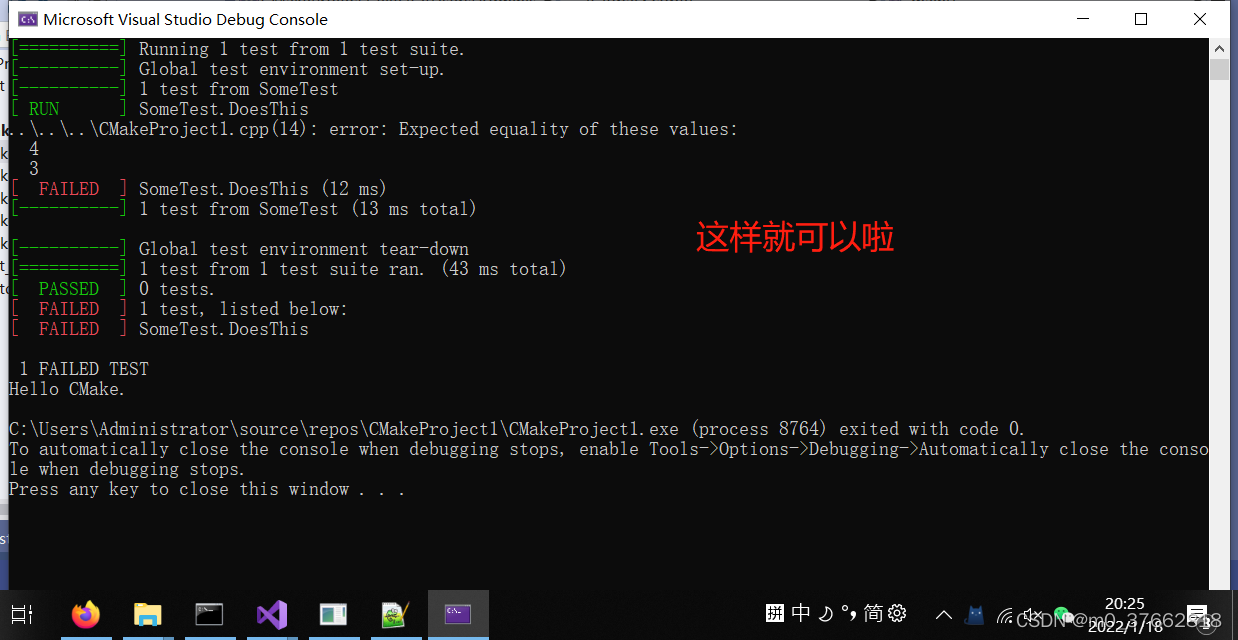 Microsoft Visual Studio Debug Console
[==========] Running 1 test from 1 test suite.
[----------] Global test environment set-up.
[----------] 1 test from SomeTest
[ RUN      ] SomeTest.DoesThis
..\..\..\CMakeProject1.cpp(14): error: Expected equality of these values:
  4
  3
[  FAILED  ] SomeTest.DoesThis (12 ms)
[----------] 1 test from SomeTest (13 ms total)
这样就可以啦
[----------] Global test environment tear-down
[==========] 1 test from 1 test suite ran. (43 ms total)
[  PASSED  ] 0 tests.
[  FAILED  ] 1 test, listed below:
[  FAILED  ] SomeTest.DoesThis
 1 FAILED TEST
Hello CMake.
C:\Users\Administrator\source\repos\CMakeProject1\CMakeProject1.exe (process 8764) exited with code 0.
To automatically close the console when debugging stops, enable Tools->Options->Debugging->Automatically close the conso
le when debugging stops.
Press any key to close this window . . .
拼 中 简
20:25
2022/1/18
3
CSDN @m0_37662818